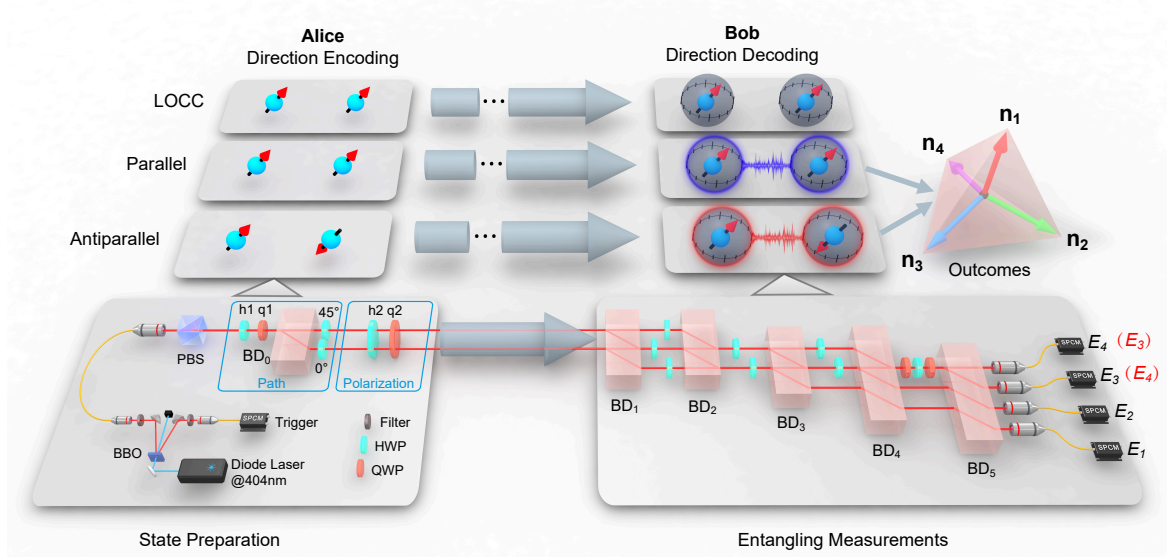 Alice
Direction Encoding
Bob
Direction Decoding
LOCC
Parallel
Antiparallel
n1
n4
n2
n3
Outcomes
h1 q1
45°
h2 q2
PBS
BD0
0°
Path
Polarization
BD1
BD2
BD3
BD4
BD5
SPCM
E4 (E3)
SPCM
E3 (E4)
SPCM
E2
SPCM
E1
SPCM
Trigger
BBO
Diode Laser
@404nm
Filter
HWP
QWP
State Preparation
Entangling Measurements